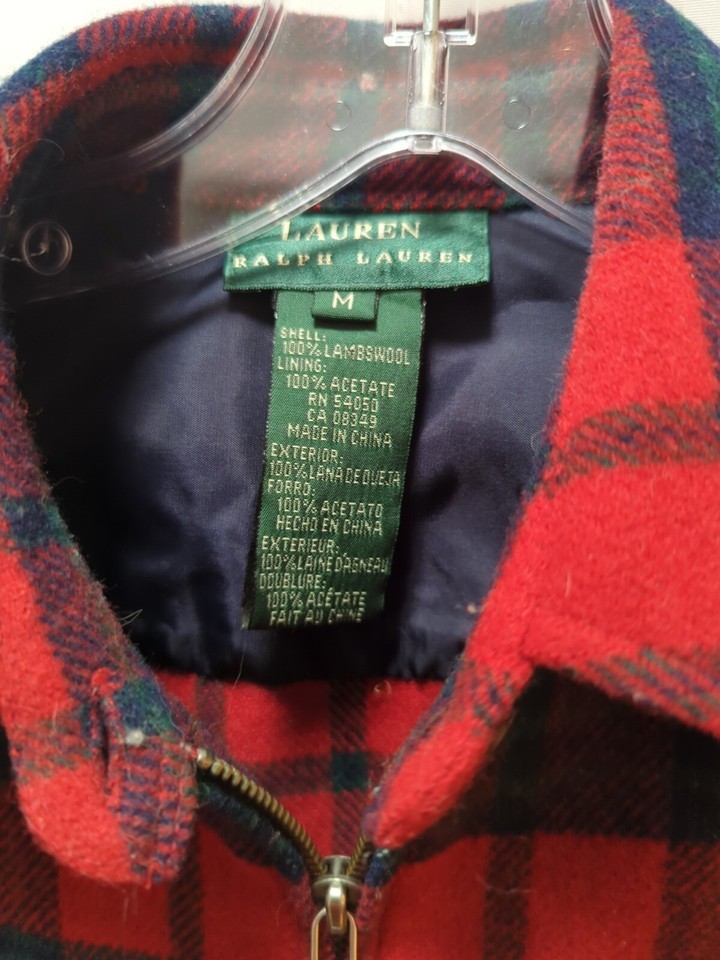 LAUREN
RALPH LAUREN
M
SHELL:
100% LAMBSWOOL
LINING:
100% ACETATE
RN 54050
CA 08349
MADE IN CHINA
EXTERIOR:
100% LANA DE OVEJA
FORRO:
100% ACETATO
HECHO EN CHINA
EXTERIEUR:
100% LAINE D'AGNEAU
DOUBLURE:
100% ACÉTATE
FAIT AU CHINE